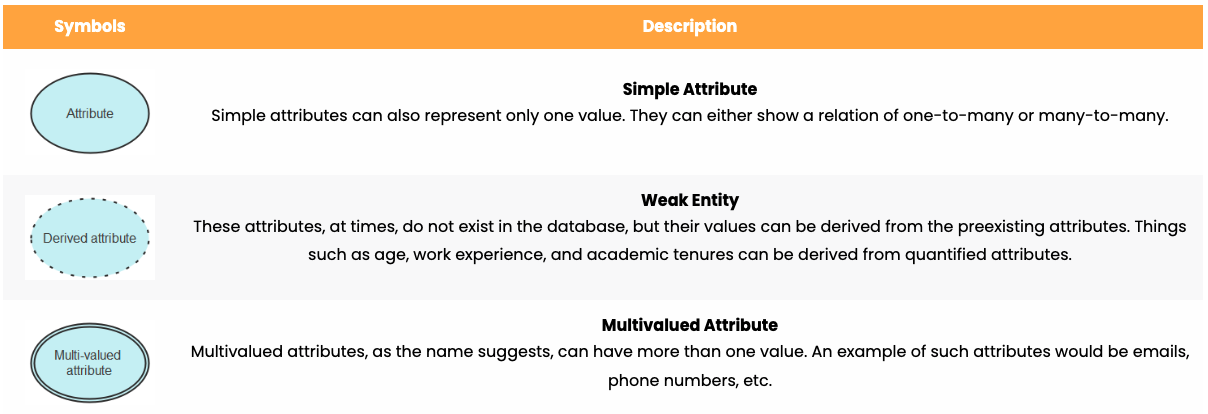 Symbols Description
Attribute
Simple Attribute
Simple attributes can also represent only one value. They can either show a relation of one-to-many or many-to-many.
Derived attribute
Weak Entity
These attributes, at times, do not exist in the database, but their values can be derived from the preexisting attributes. Things
such as age, work experience, and academic tenures can be derived from quantified attributes.
Multi-valued
attribute
Multivalued Attribute
Multivalued attributes, as the name suggests, can have more than one value. An example of such attributes would be emails,
phone numbers, etc.